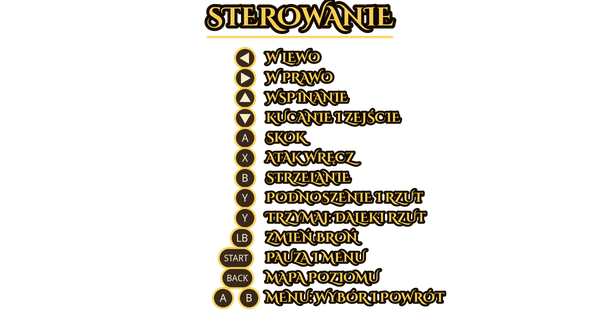 STEROWANIE
W LEWO
W PRAWO
WSPINANIE
KUCANIE I ZEJŚCIE
A SKOK
X ATAK WRĘCZ
B STRZELANIE
Y PODNOSZENIE I RZUT
Y TRZYMAJ: DALEKI RZUT
LB ZMIEŃ BROŃ
START PAUZA I MENU
BACK MAPA POZIOMU
A B MENU: WYBÓR I POWRÓT